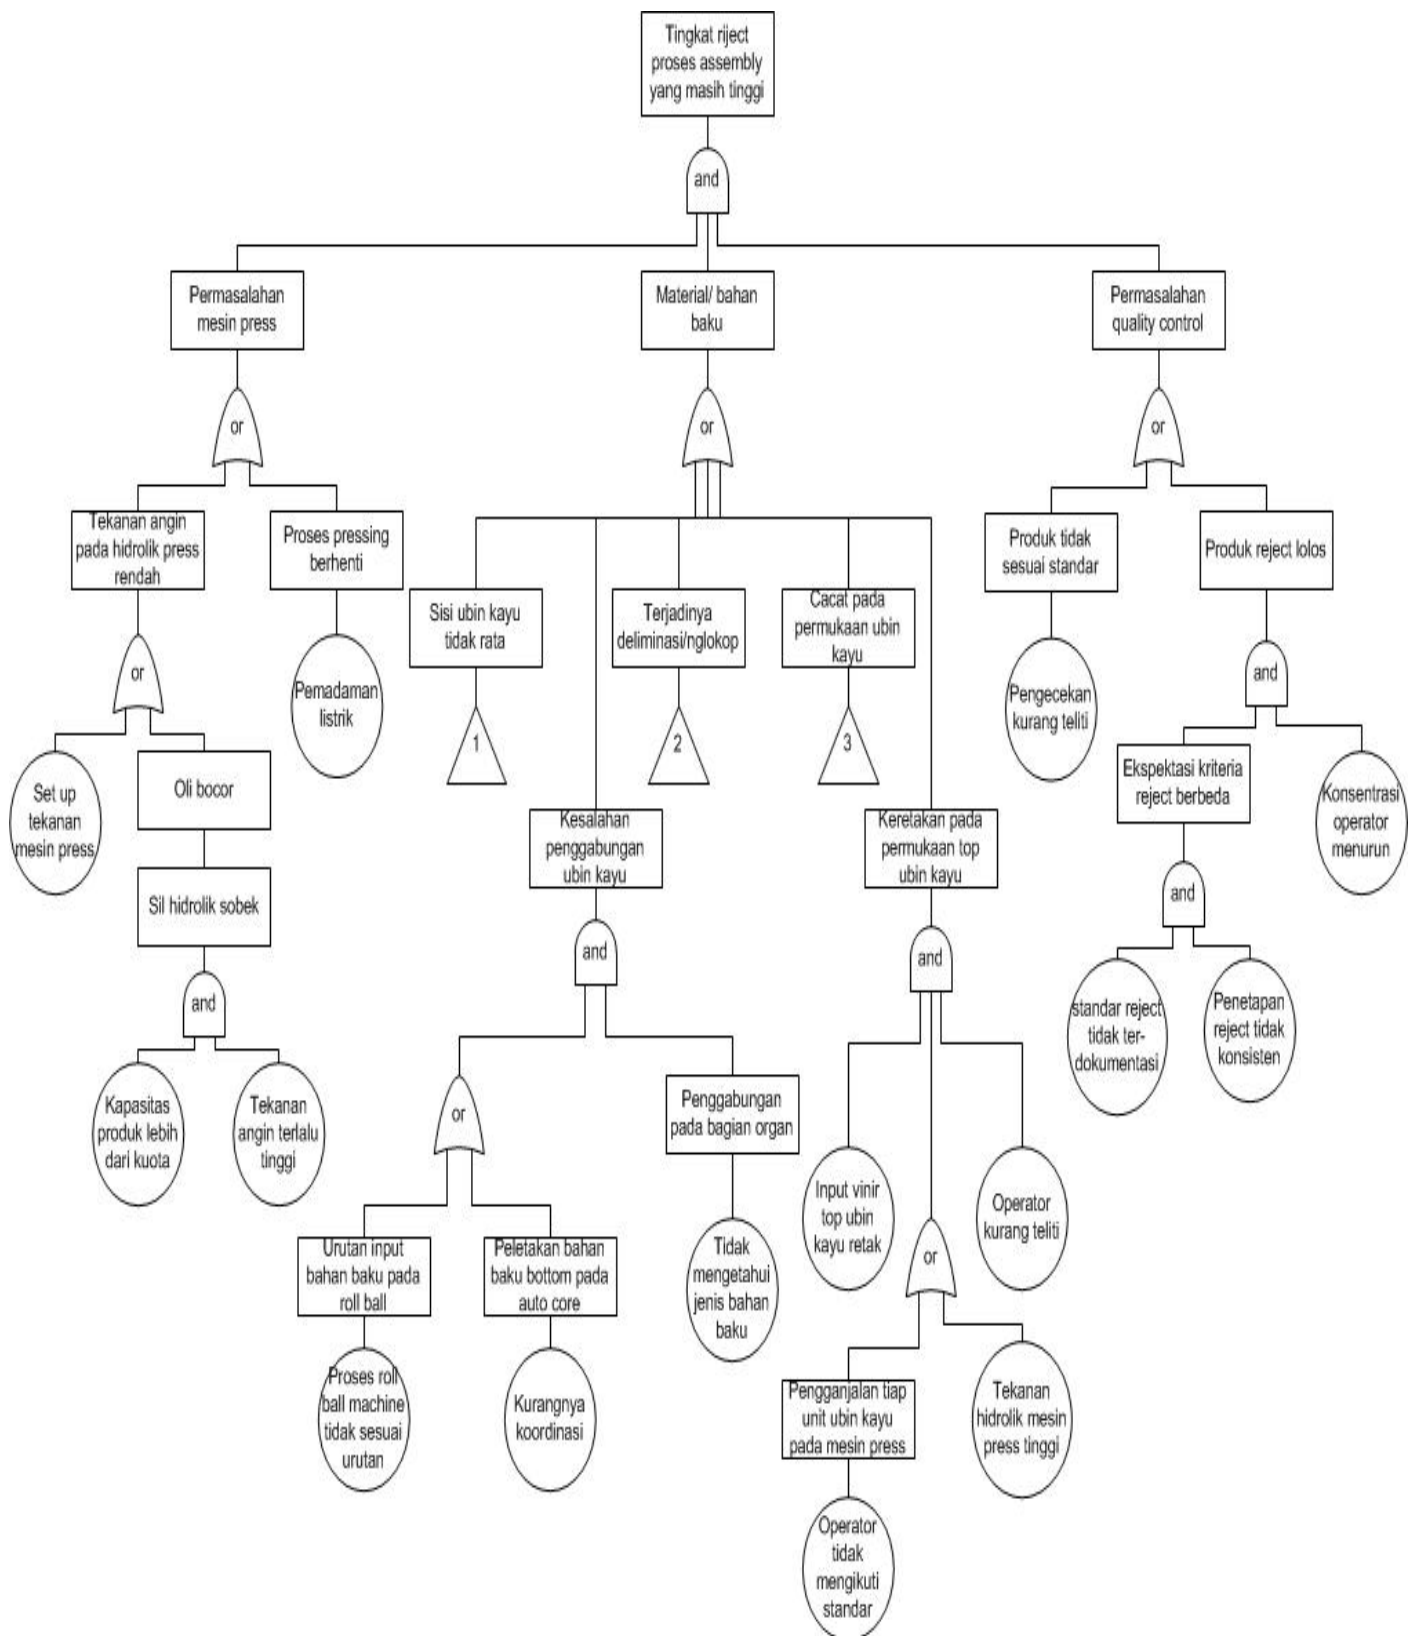 Tingkat riject
proses assembly
yang masih tinggi
and
Permasalahan
mesin press
Material/ bahan
baku
Permasalahan
quality control
or
or
or
Tekanan angin
pada hidrolik press
rendah
Proses pressing
berhenti
Produk tidak
sesuai standar
Produk reject lolos
Sisi ubin kayu
tidak rata
Terjadinya
deliminasi/nglokop
Cacat pada
permukaan ubin
kayu
or
Pemadaman
listrik
1
2
3
Pengecekan
kurang teliti
and
Set up
tekanan
mesin press
Oli bocor
Kesalahan
penggabungan
ubin kayu
Keretakan pada
permukaan top
ubin kayu
Ekspektasi kriteria
reject berbeda
Konsentrasi
operator
menurun
Sil hidrolik sobek
and
and
and
and
standar reject
tidak ter-
dokumentasi
Penetapan
reject tidak
konsisten
Kapasitas
produk lebih
dari kuota
Tekanan
angin terlalu
tinggi
or
Penggabungan
pada bagian organ
Input vinir
top ubin
kayu retak
Operator
kurang teliti
or
Urutan input
bahan baku pada
roll ball
Peletakan bahan
baku bottom pada
auto core
Tidak
mengetahui
jenis bahan
baku
Proses roll
ball machine
tidak sesuai
urutan
Kurangnya
koordinasi
Pengganjalan tiap
unit ubin kayu
pada mesin press
Tekanan
hidrolik mesin
press tinggi
Operator
tidak
mengikuti
standar